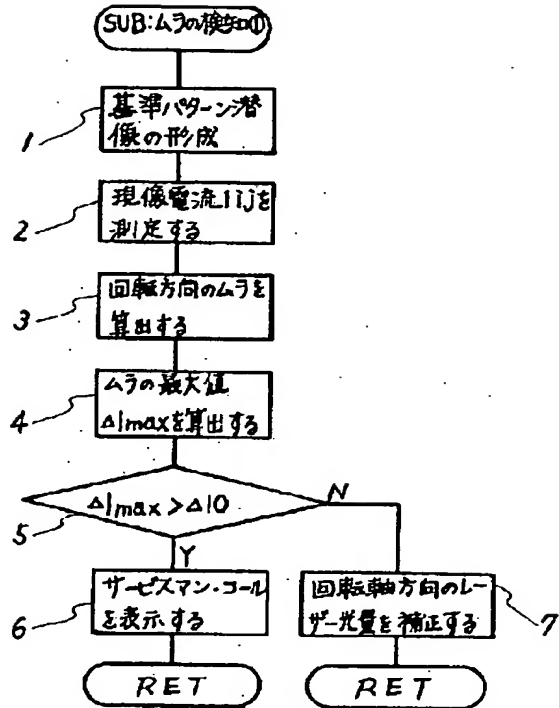 SUB:ムラの検知①
基準パターン潜
像の形成
1
現像電流Iijを
測定する
2
回転方向のムラを
算出する
3
ムラの最大値
ΔImaxを算出する
4
ΔImax>ΔI0
N
5
Y
サービスマン・コール
を表示する
6
回転軸方向のレー
ザー光量を補正する
7
RET
RET